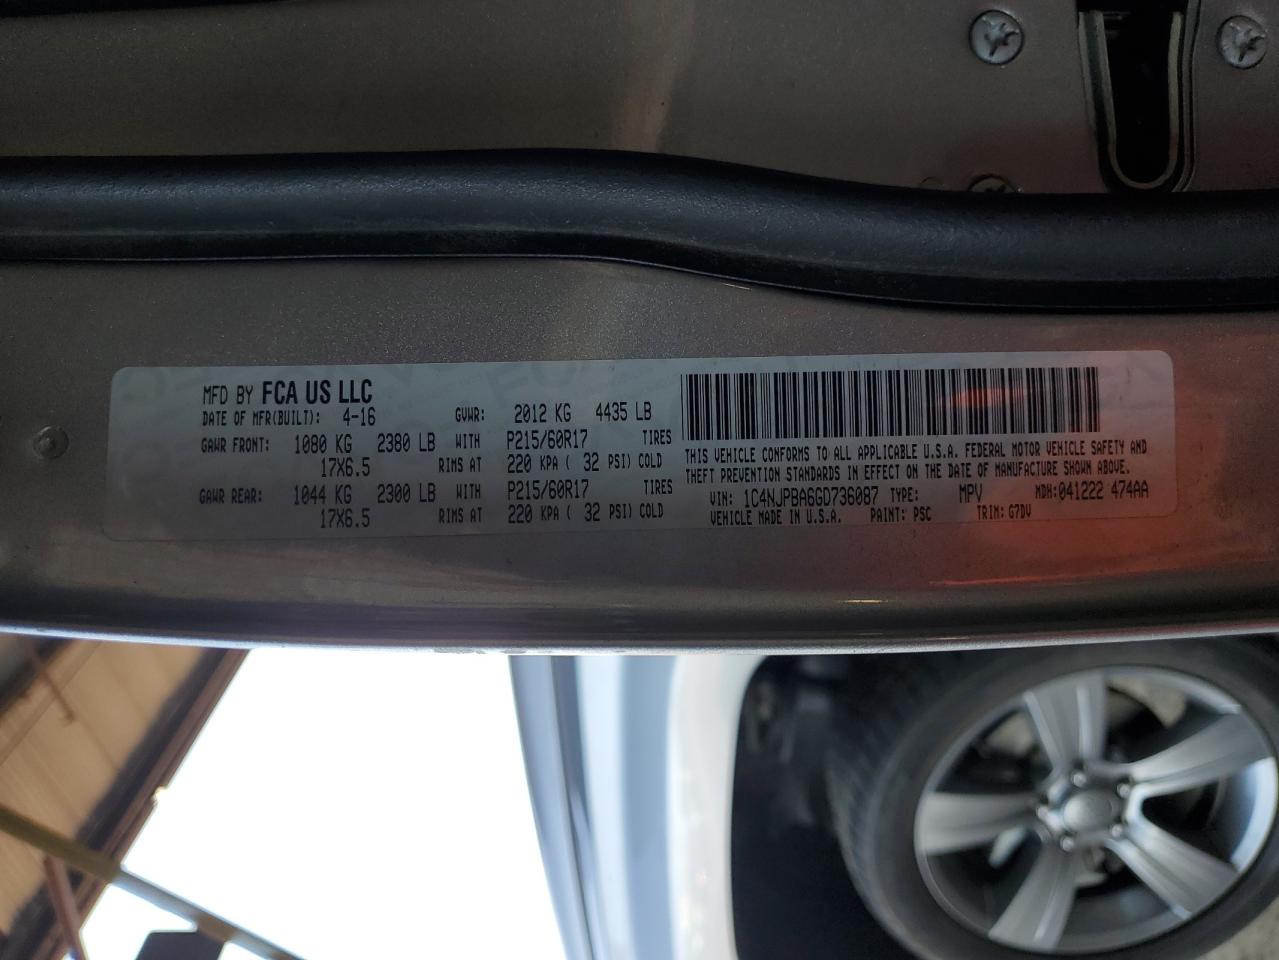 MFD BY FCA US LLC
DATE OF MFR(BUILT): 4-16 GVWR: 2012 KG 4435 LB
GAWR FRONT: 1080 KG 2380 LB WITH P215/60R17 TIRES
17X6.5 RIMS AT 220 KPA ( 32 PSI) COLD
GAWR REAR: 1044 KG 2300 LB WITH P215/60R17 TIRES
17X6.5 RIMS AT 220 KPA ( 32 PSI) COLD
THIS VEHICLE CONFORMS TO ALL APPLICABLE U.S.A. FEDERAL MOTOR VEHICLE SAFETY AND
THEFT PREVENTION STANDARDS IN EFFECT ON THE DATE OF MANUFACTURE SHOWN ABOVE.
VIN: 1C4NJPBA6GD736087 TYPE: MPV MDH:041222 474AA
VEHICLE MADE IN U.S.A. PAINT: PSC TRIM: G7DV